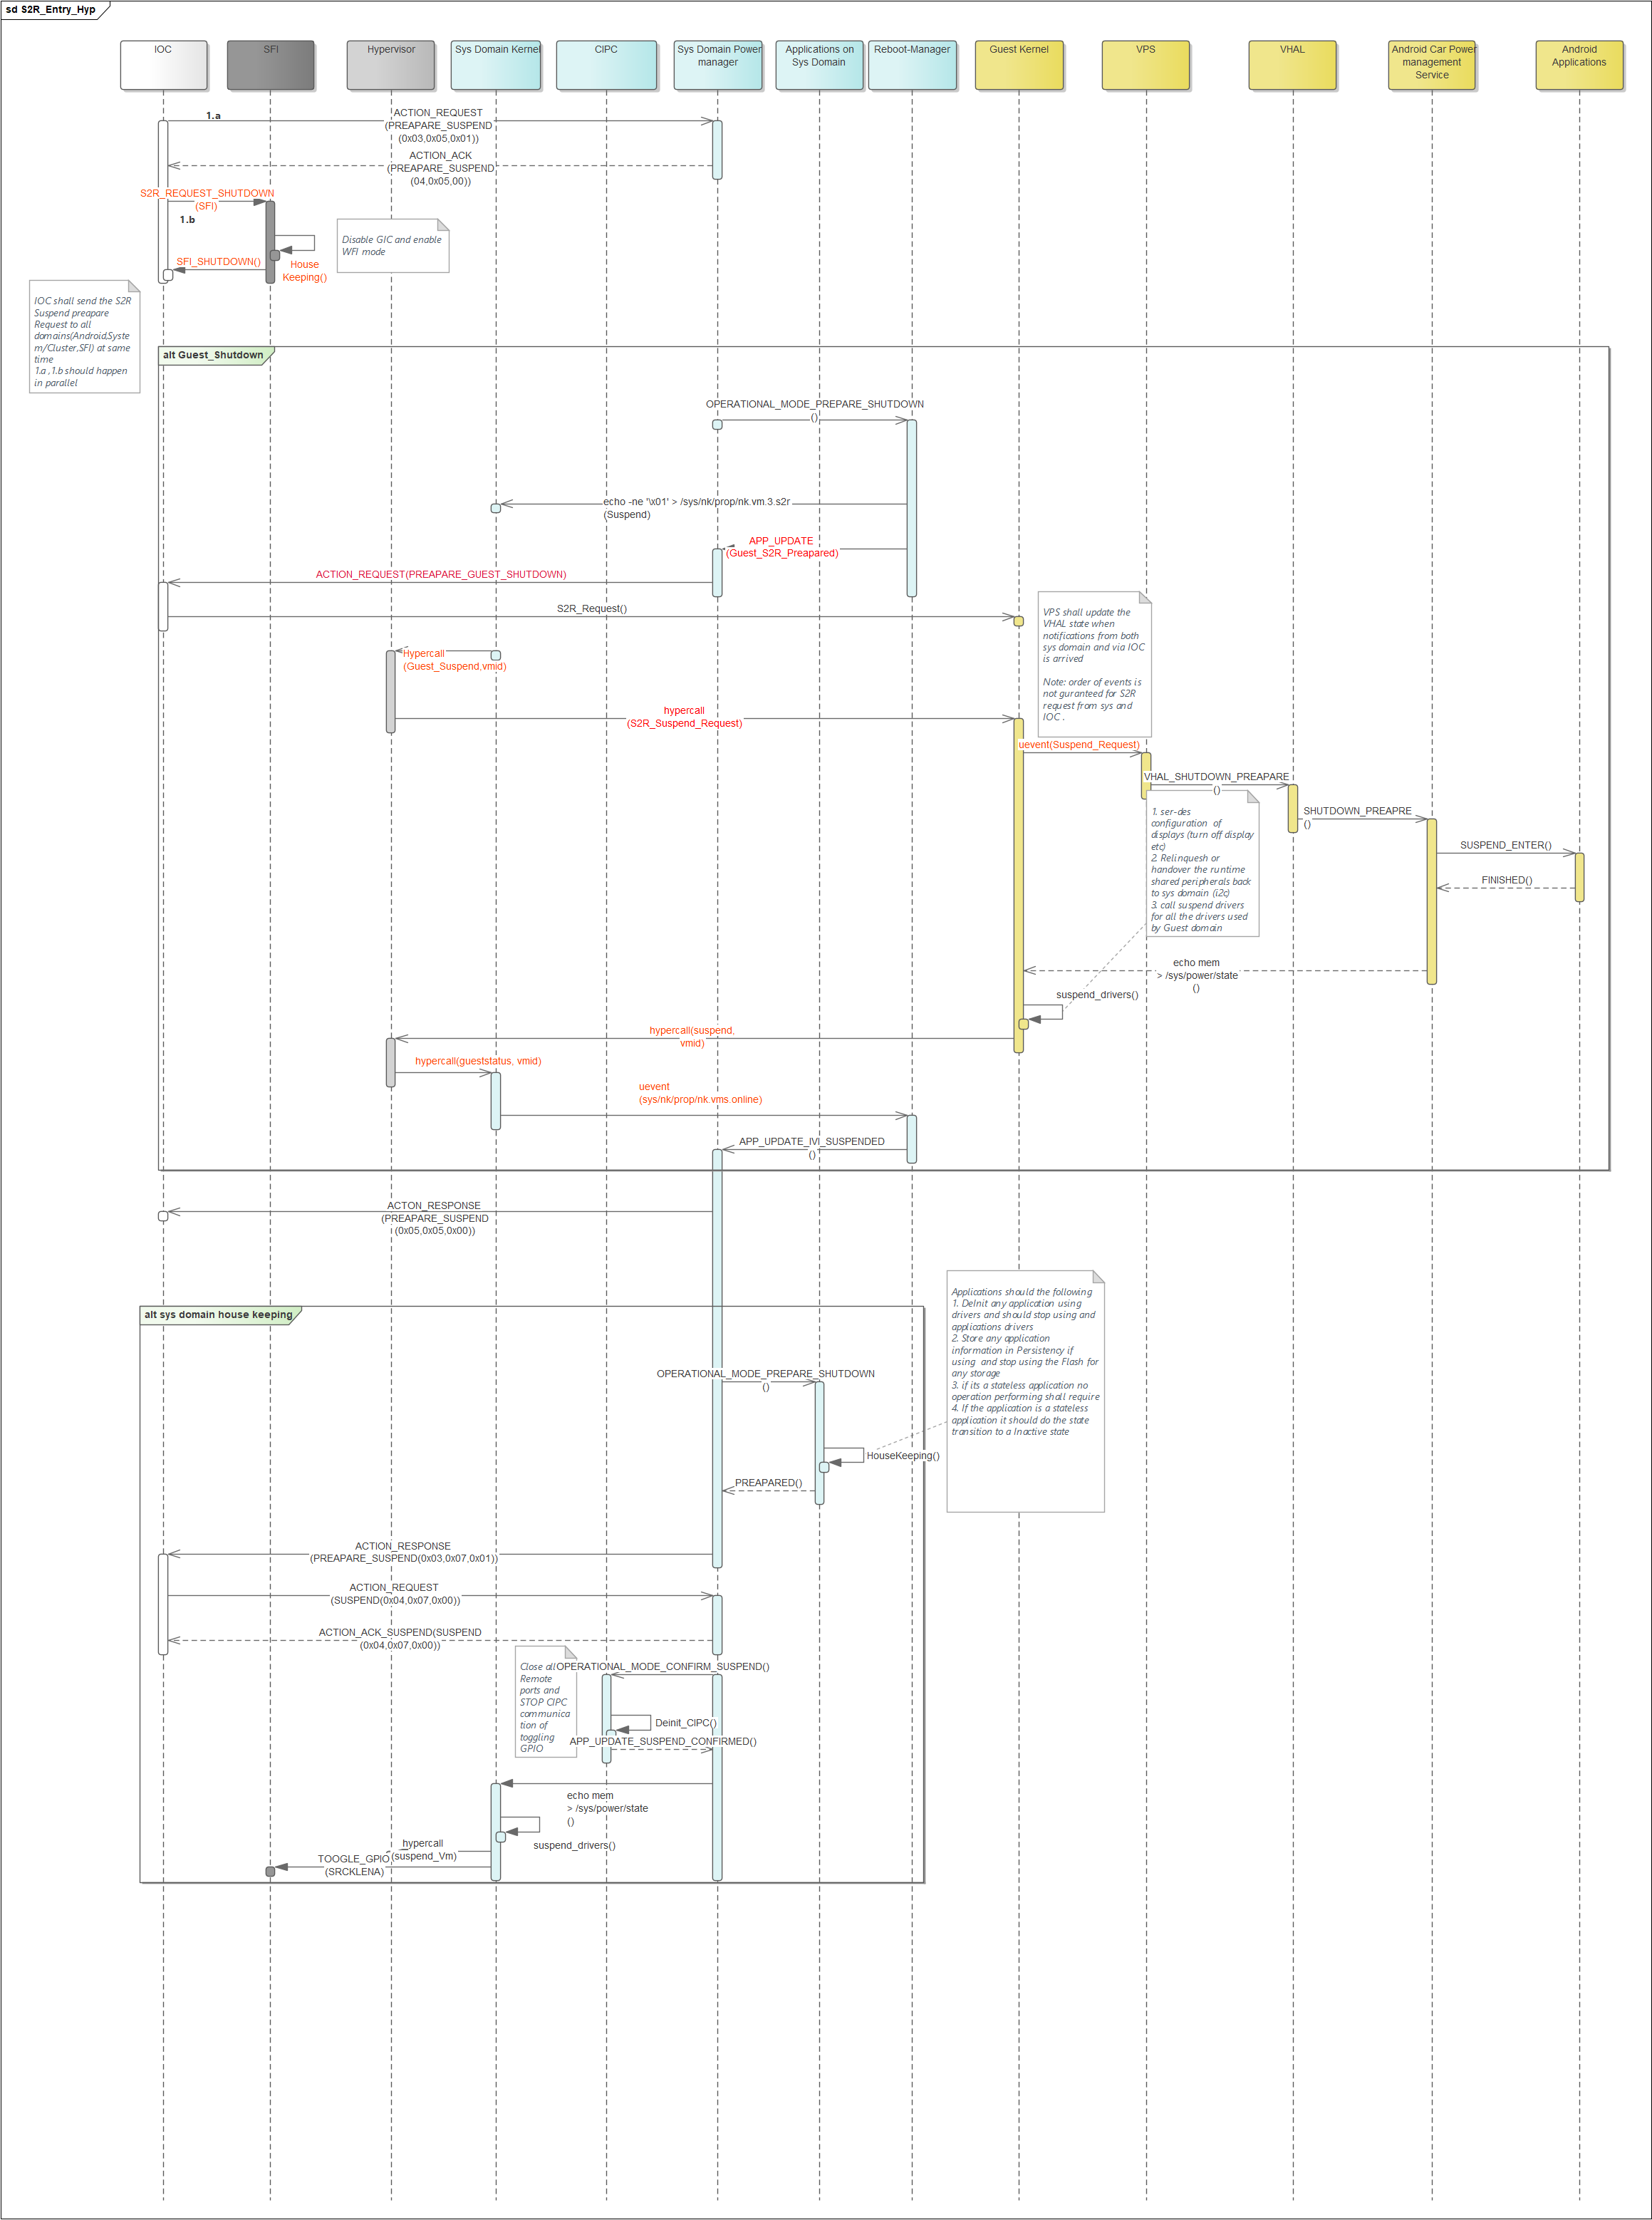 sd S2R_Entry_Hyp
IOC
SFI
Hypervisor
Sys Domain Kernel
CIPC
Sys Domain Power
manager
Applications on
Sys Domain
Reboot-Manager
Guest Kernel
VPS
VHAL
Android Car Power
management
Service
Android
Applications
1.a
ACTION_REQUEST
(PREAPARE_SUSPEND
(0x03,0x05,0x01))
ACTION_ACK
(PREAPARE_SUSPEND
(04,0x05,00))
S2R_REQUEST_SHUTDOWN
(SFI)
1.b
Disable GIC and enable
WFI mode
SFI_SHUTDOWN()
House
Keeping()
IOC shall send the S2R
Suspend preapare
Request to all
domains(Android,Syste
m/Cluster,SFI) at same
time
1.a ,1.b should happen
in parallel
alt Guest_Shutdown
OPERATIONAL_MODE_PREPARE_SHUTDOWN
()
echo -ne '\x01' > /sys/nk/prop/nk.vm.3.s2r
(Suspend)
APP_UPDATE
(Guest_S2R_Preapared)
ACTION_REQUEST(PREAPARE_GUEST_SHUTDOWN)
S2R_Request()
VPS shall update the
VHAL state when
notifications from both
sys domain and via IOC
is arrived
Note: order of events is
not guranteed for S2R
request from sys and
IOC .
Hypercall
(Guest_Suspend,vmid)
hypercall
(S2R_Suspend_Request)
uevent(Suspend_Request)
VHAL_SHUTDOWN_PREAPARE
()
SHUTDOWN_PREAPRE
()
1. ser-des
configuration  of
displays (turn off display
etc)
2. Relinquesh or
handover the runtime
shared peripherals back
to sys domain (i2c)
3. call suspend drivers
for all the drivers used
by Guest domain
SUSPEND_ENTER()
FINISHED()
echo mem
> /sys/power/state
()
suspend_drivers()
hypercall(suspend,
vmid)
hypercall(gueststatus, vmid)
uevent
(sys/nk/prop/nk.vms.online)
APP_UPDATE_IVI_SUSPENDED
()
ACTON_RESPONSE
(PREAPARE_SUSPEND
(0x05,0x05,0x00))
Applications should the following
1. DeInit any application using
drivers and should stop using and
applications drivers
2. Store any application
information in Persistency if
using  and stop using the Flash for
any storage
3. if its a stateless application no
operation performing shall require
4. If the application is a stateless
application it should do the state
transition to a Inactive state
alt sys domain house keeping
OPERATIONAL_MODE_PREPARE_SHUTDOWN
()
HouseKeeping()
PREAPARED()
ACTION_RESPONSE
(PREAPARE_SUSPEND(0x03,0x07,0x01))
ACTION_REQUEST
(SUSPEND(0x04,0x07,0x00))
ACTION_ACK_SUSPEND(SUSPEND
(0x04,0x07,0x00))
Close all
Remote
ports and
STOP CIPC
communica
tion of
toggling
GPIO
OPERATIONAL_MODE_CONFIRM_SUSPEND()
Deinit_CIPC()
APP_UPDATE_SUSPEND_CONFIRMED()
echo mem
> /sys/power/state
()
suspend_drivers()
hypercall
(suspend_Vm)
TOOGLE_GPIO
(SRCKLENA)